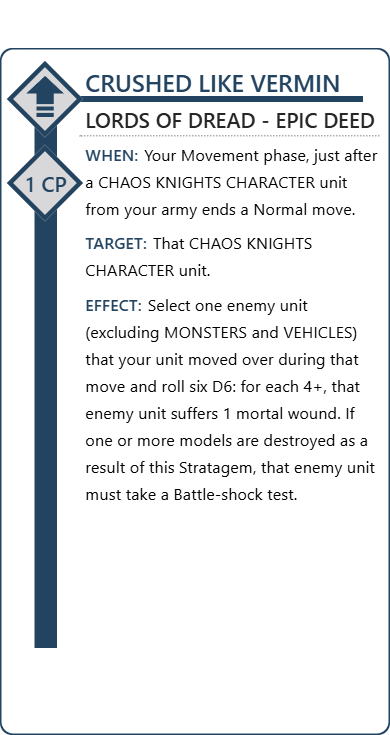 CRUSHED LIKE VERMIN
LORDS OF DREAD - EPIC DEED
1 CP
WHEN: Your Movement phase, just after
a CHAOS KNIGHTS CHARACTER unit
from your army ends a Normal move.
TARGET: That CHAOS KNIGHTS
CHARACTER unit.
EFFECT: Select one enemy unit
(excluding MONSTERS and VEHICLES)
that your unit moved over during that
move and roll six D6: for each 4+, that
enemy unit suffers 1 mortal wound. If
one or more models are destroyed as a
result of this Stratagem, that enemy unit
must take a Battle-shock test.